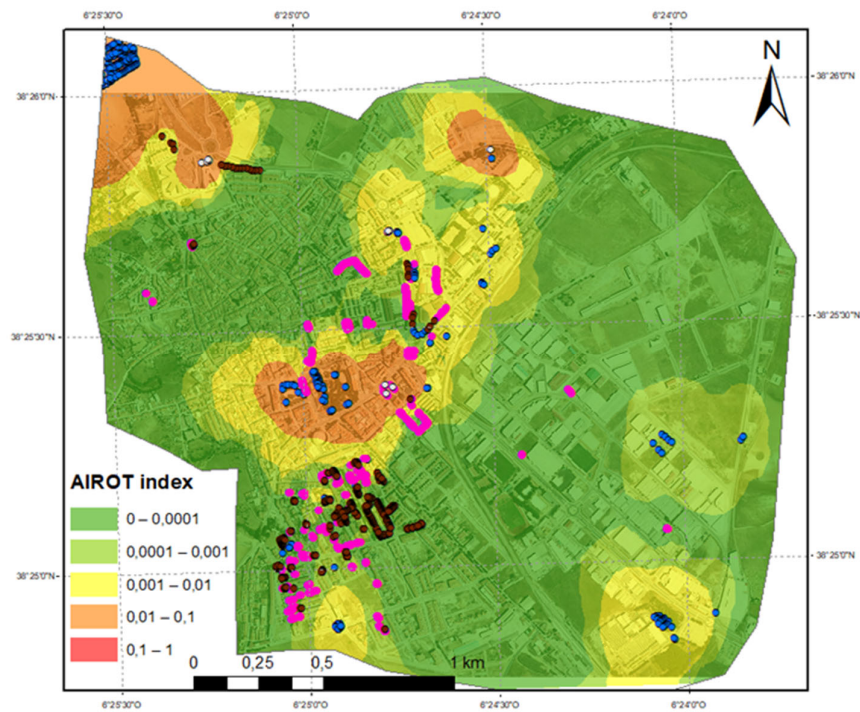 6°25'30"O 6°25'0"O 6°24'30"O 6°24'0"O
N
38°26'0"N 38°26'0"N
38°25'30"N 38°25'30"N
38°25'0"N 38°25'0"N
AIROT index
0 – 0,0001
0,0001 – 0,001
0,001 – 0,01
0,01 – 0,1
0,1 – 1
0 0,25 0,5 1 km
6°25'30"O 6°25'0"O 6°24'30"O 6°24'0"O